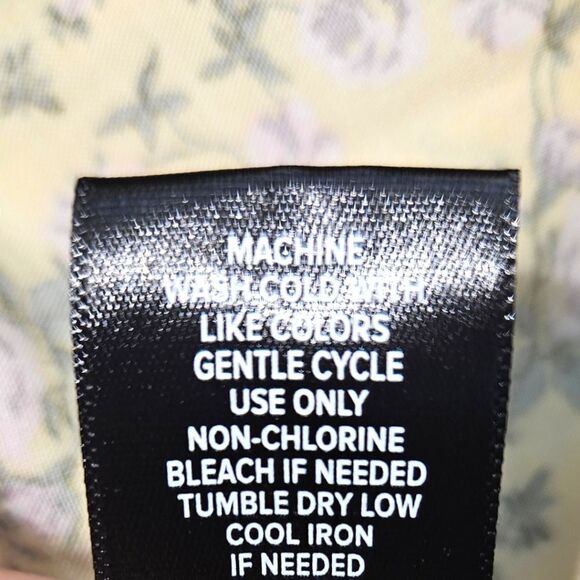 MACHINE
WASH COLD WITH
LIKE COLORS
GENTLE CYCLE
USE ONLY
NON-CHLORINE
BLEACH IF NEEDED
TUMBLE DRY LOW
COOL IRON
IF NEEDED